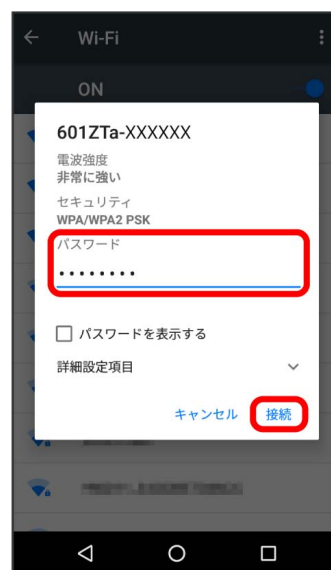 Wi-Fi
ON
601ZTa-XXXXXX
電波強度
非常に強い
セキュリティ
WPA/WPA2 PSK
パスワード
••••••••
パスワードを表示する
詳細設定項目
キャンセル 接続